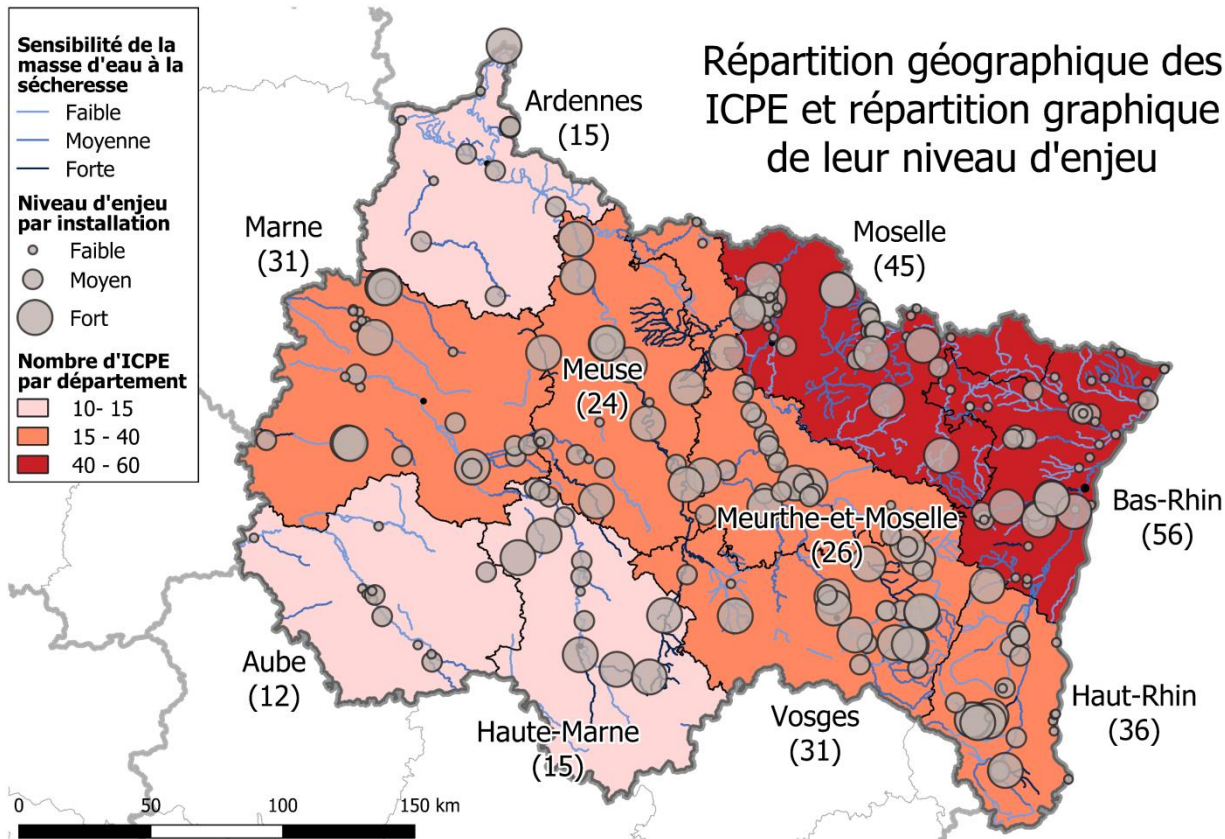 Sensibilité de la
masse d'eau à la
sécheresse
Faible
Moyenne
Forte
Niveau d'enjeu
par installation
Faible
Moyen
Fort
Nombre d'ICPE
par département
10- 15
15 - 40
40 - 60
Répartition géographique des
ICPE et répartition graphique
de leur niveau d'enjeu
Ardennes
(15)
Marne
(31)
Moselle
(45)
Meuse
(24)
Bas-Rhin
(56)
Meurthe-et-Moselle
(26)
Aube
(12)
Haute-Marne
(15)
Vosges
(31)
Haut-Rhin
(36)
0 50 100 150 km